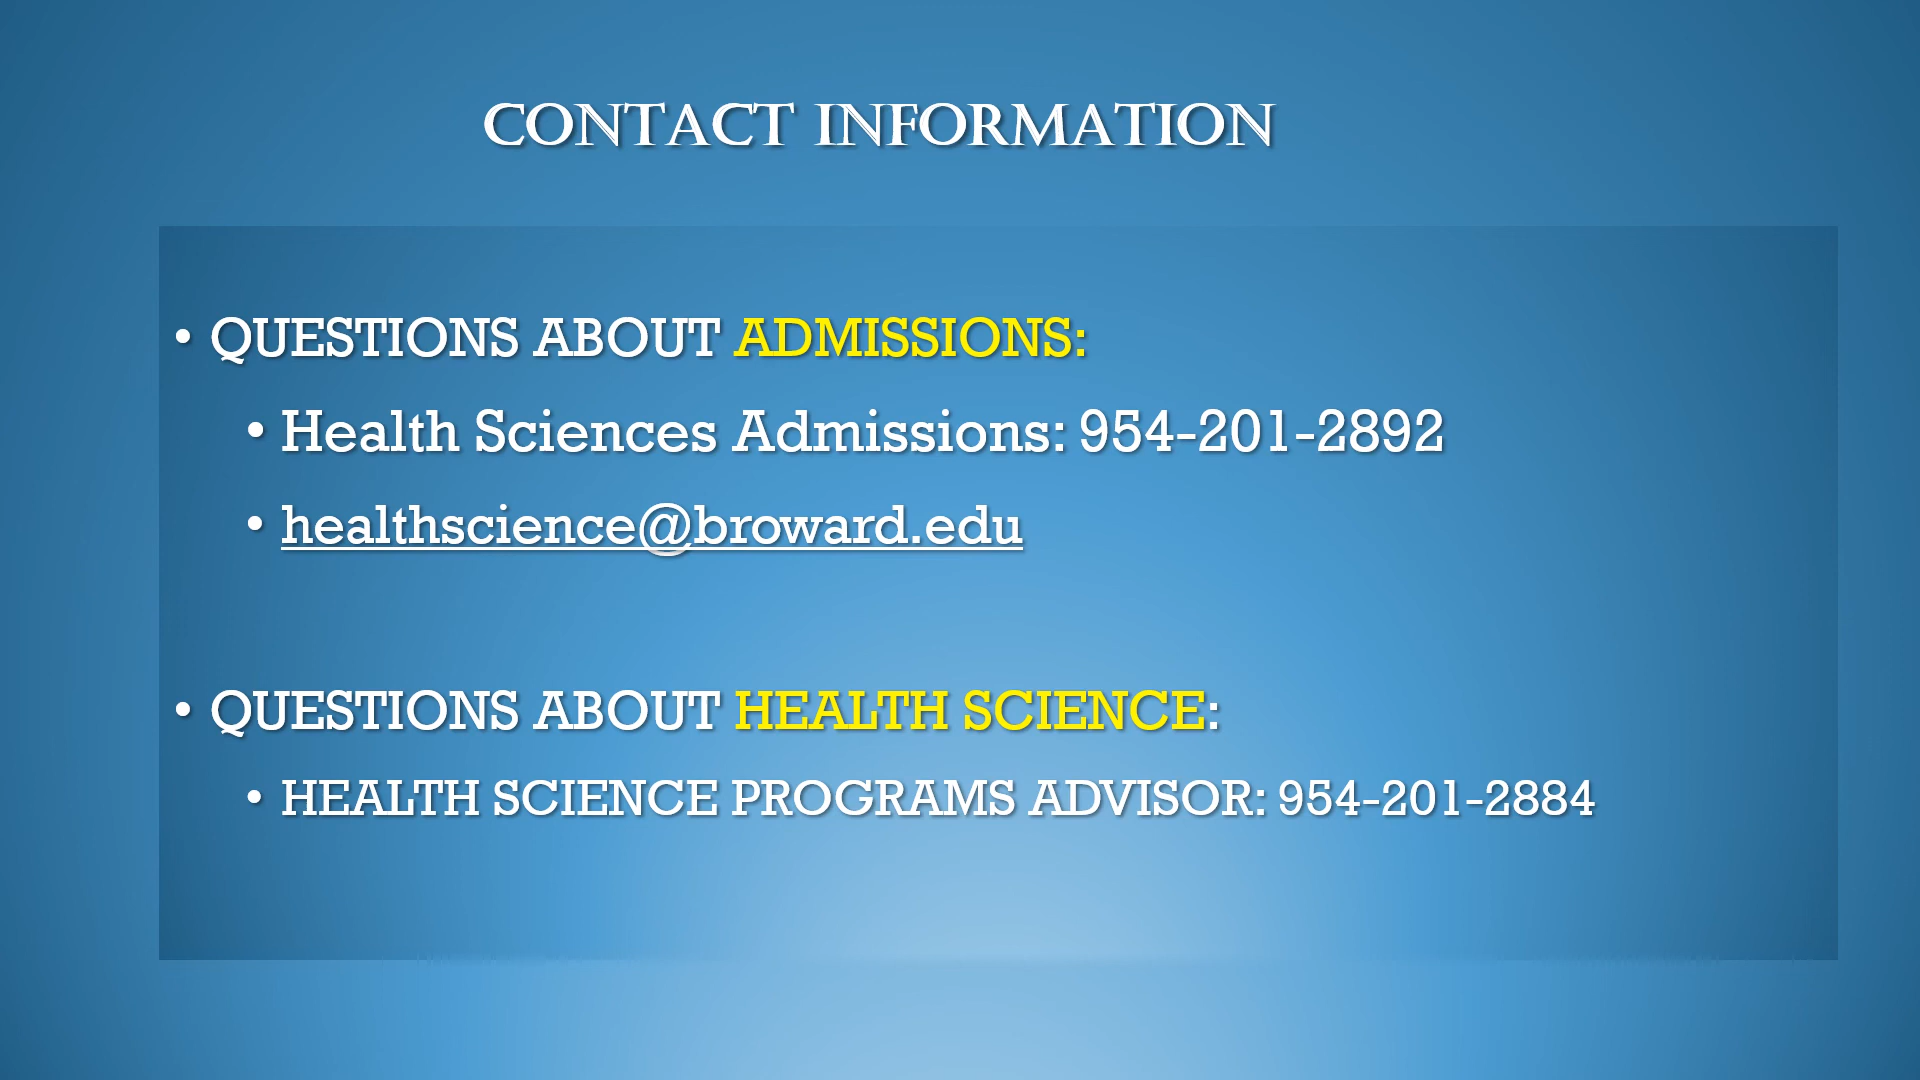 CONTACT INFORMATION
• QUESTIONS ABOUT ADMISSIONS:
• Health Sciences Admissions: 954-201-2892
• healthscience@broward.edu
• QUESTIONS ABOUT HEALTH SCIENCE:
• HEALTH SCIENCE PROGRAMS ADVISOR: 954-201-2884